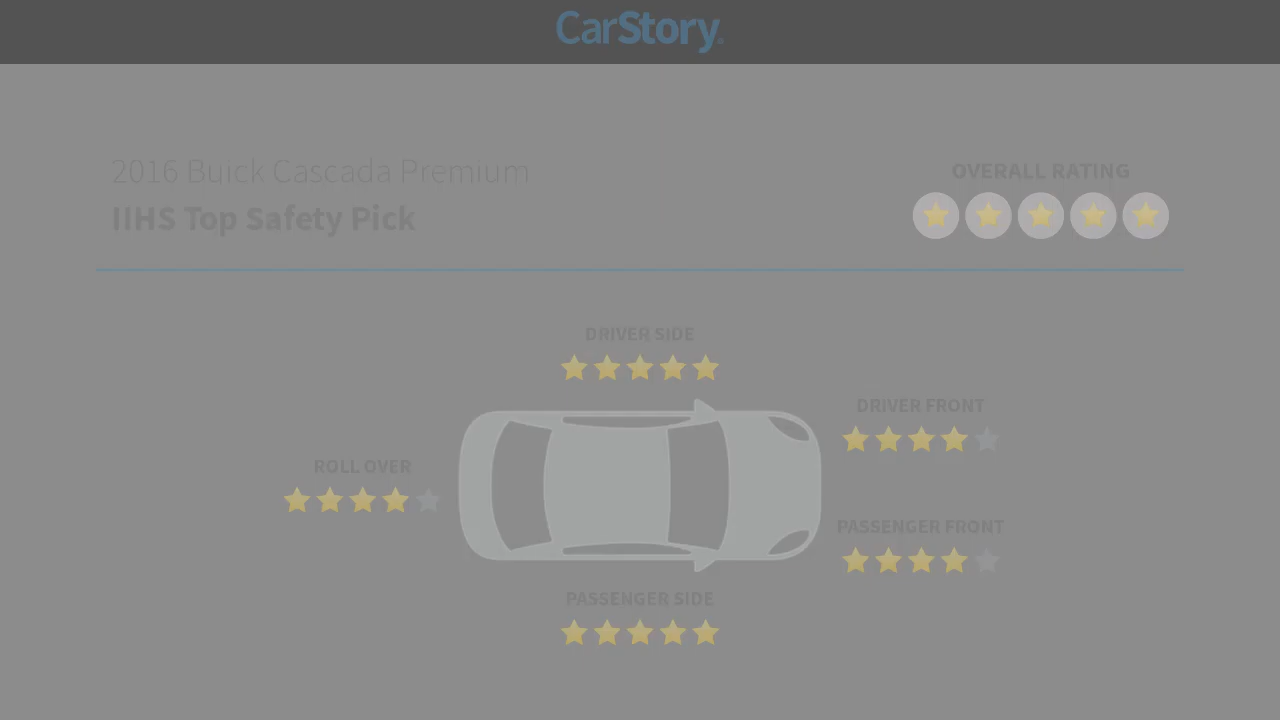 CarStory
2016 Buick Cascada Premium
IIHS Top Safety Pick
OVERALL RATING
DRIVER SIDE
DRIVER FRONT
ROLL OVER
PASSENGER FRONT
PASSENGER SIDE